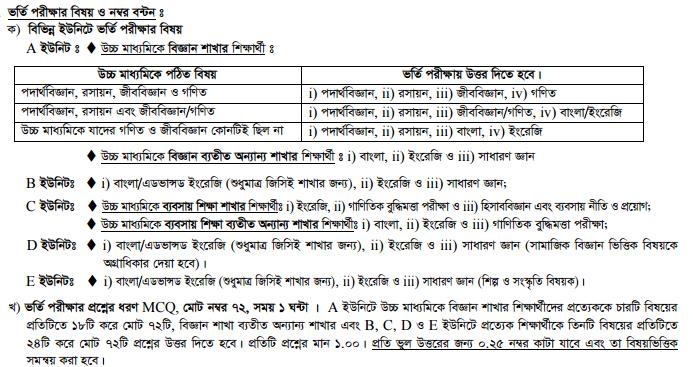 ভর্তি পরীক্ষার বিষয় ও নম্বর বন্টন ঃ
ক) বিভিন্ন ইউনিটে ভর্তি পরীক্ষার বিষয়
A ইউনিট ঃ ♦ উচ্চ মাধ্যমিকে বিজ্ঞান শাখার শিক্ষার্থী ঃ
উচ্চ মাধ্যমিকে পঠিত বিষয় ভর্তি পরীক্ষায় উত্তর দিতে হবে।
পদার্থবিজ্ঞান, রসায়ন, জীববিজ্ঞান ও গণিত i) পদার্থবিজ্ঞান, ii) রসায়ন, iii) জীববিজ্ঞান, iv) গণিত
পদার্থবিজ্ঞান, রসায়ন এবং জীববিজ্ঞান/গণিত i) পদার্থবিজ্ঞান, ii) রসায়ন, iii) জীববিজ্ঞান/গণিত, iv) বাংলা/ইংরেজি
উচ্চ মাধ্যমিকে যাদের গণিত ও জীববিজ্ঞান কোনটিই ছিল না i) পদার্থবিজ্ঞান, ii) রসায়ন, iii) বাংলা, iv) ইংরেজি
♦ উচ্চ মাধ্যমিকে বিজ্ঞান ব্যতীত অন্যান্য শাখার শিক্ষার্থী ঃ i) বাংলা, ii) ইংরেজি ও iii) সাধারণ জ্ঞান
B ইউনিটঃ ♦ i) বাংলা/এডভান্সড ইংরেজি (শুধুমাত্র জিসিই শাখার জন্য), ii) ইংরেজি ও iii) সাধারণ জ্ঞান;
C ইউনিটঃ ♦ উচ্চ মাধ্যমিকে ব্যবসায় শিক্ষা শাখার শিক্ষার্থীঃ i) ইংরেজি, ii) গাণিতিক বুদ্ধিমত্তা পরীক্ষা ও iii) হিসাববিজ্ঞান এবং ব্যবসায় নীতি ও প্রয়োগ;
♦ উচ্চ মাধ্যমিকে ব্যবসায় শিক্ষা ব্যতীত অন্যান্য শাখার শিক্ষার্থীঃ i) বাংলা, ii) ইংরেজি ও iii) গাণিতিক বুদ্ধিমত্তা পরীক্ষা;
D ইউনিটঃ ♦ i) বাংলা/এডভান্সড ইংরেজি (শুধুমাত্র জিসিই শাখার জন্য), ii) ইংরেজি ও iii) সাধারণ জ্ঞান (সামাজিক বিজ্ঞান ভিত্তিক বিষয়কে
অগ্রাধিকার দেয়া হবে)।
E ইউনিটঃ ♦ i) বাংলা/এডভান্সড ইংরেজি (শুধুমাত্র জিসিই শাখার জন্য), ii) ইংরেজি ও iii) সাধারণ জ্ঞান (শিল্প ও সংস্কৃতি বিষয়ক)।
খ) ভর্তি পরীক্ষার প্রশ্নের ধরণ MCQ, মোট নম্বর ৭২, সময় ১ ঘন্টা । A ইউনিটে উচ্চ মাধ্যমিকে বিজ্ঞান শাখার শিক্ষার্থীদের প্রত্যেককে চারটি বিষয়ের
প্রতিটিতে ১৮টি করে মোট ৭২টি, বিজ্ঞান শাখা ব্যতীত অন্যান্য শাখার এবং B, C, D ও E ইউনিটে প্রত্যেক শিক্ষার্থীকে তিনটি বিষয়ের প্রতিটিতে
২৪টি করে মোট ৭২টি প্রশ্নের উত্তর দিতে হবে। প্রতিটি প্রশ্নের মান ১.০০। প্রতি ভুল উত্তরের জন্য ০.২৫ নম্বর কাটা যাবে এবং তা বিষয়ভিত্তিক
সমন্বয় করা হবে।